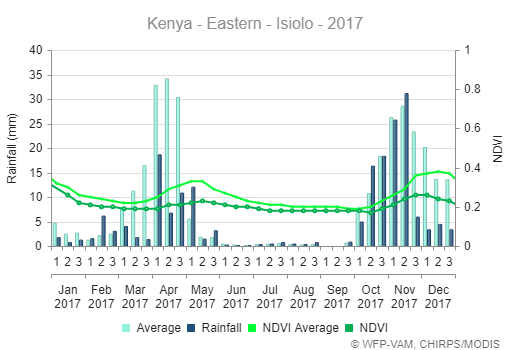 Kenya - Eastern - Isiolo - 2017
40 35 30 25 20 15 10 5 0
Rainfall (mm)
1 0.8 0.6 0.4 0.2 0
NDVI
1 2 3 1 2 3 1 2 3 1 2 3 1 2 3 1 2 3 1 2 3 1 2 3 1 2 3 1 2 3 1 2 3 1 2 3
Jan Feb Mar Apr May Jun Jul Aug Sep Oct Nov Dec
2017 2017 2017 2017 2017 2017 2017 2017 2017 2017 2017 2017
Average Rainfall NDVI Average NDVI
© WFP-VAM, CHIRPS/MODIS